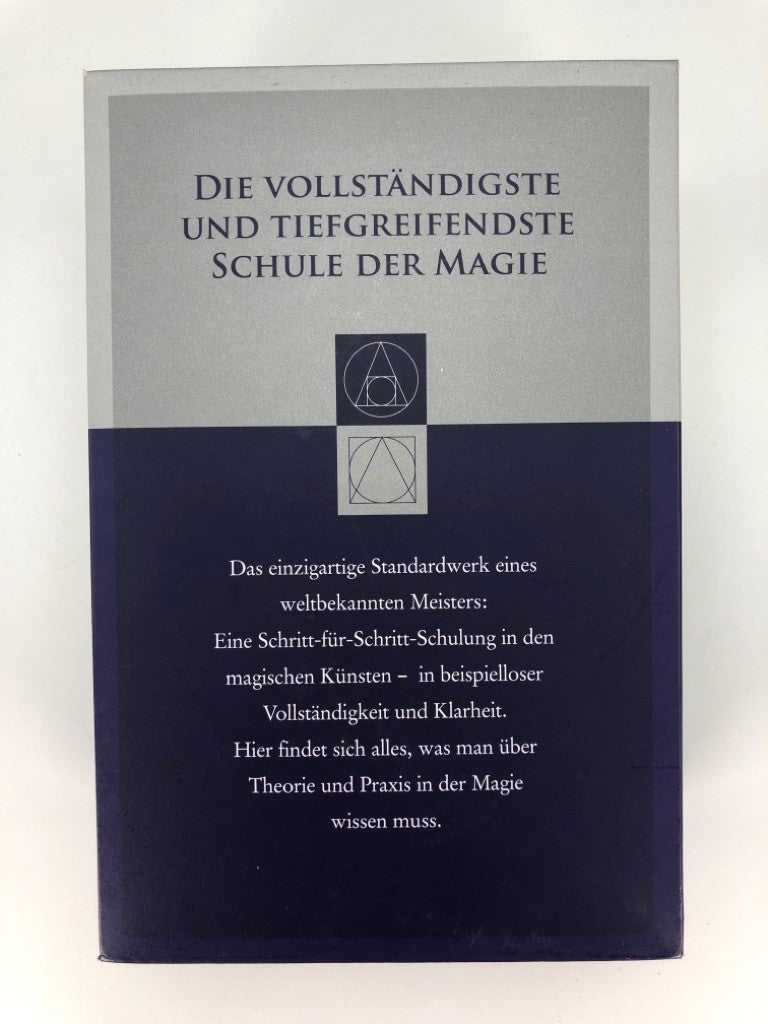 Die vollständigste
und tiefgreifendste
Schule der Magie
Das einzigartige Standardwerk eines
weltbekannten Meisters:
Eine Schritt-für-Schritt-Schulung in den
magischen Künsten – in beispielloser
Vollständigkeit und Klarheit.
Hier findet sich alles, was man über
Theorie und Praxis in der Magie
wissen muss.